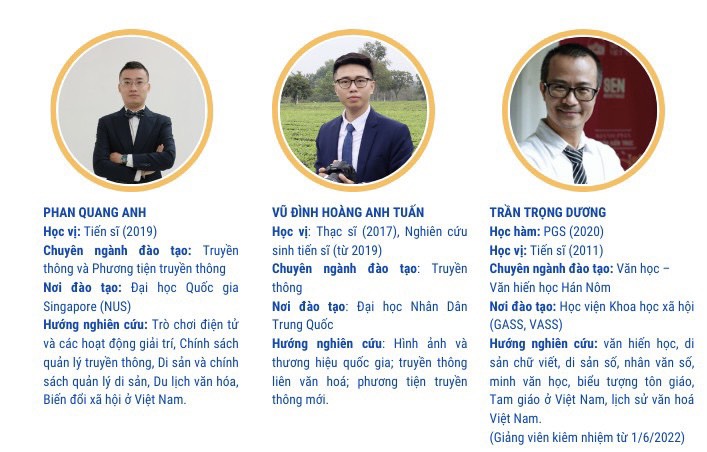 SEN
PHAN QUANG ANH
Học vị: Tiến sĩ (2019)
Chuyên ngành đào tạo: Truyền
thông và Phương tiện truyền thông
Nơi đào tạo: Đại học Quốc gia
Singapore (NUS)
Hướng nghiên cứu: Trò chơi điện tử
và các hoạt động giải trí, Chính sách
quản lý truyền thông, Di sản và chính
sách quản lý di sản, Du lịch văn hóa,
Biến đổi xã hội ở Việt Nam.
VŨ ĐÌNH HOÀNG ANH TUẤN
Học vị: Thạc sĩ (2017), Nghiên cứu
sinh tiến sĩ (từ 2019)
Chuyên ngành đào tạo: Truyền
thông
Nơi đào tạo: Đại học Nhân Dân
Trung Quốc
Hướng nghiên cứu: Hình ảnh và
thương hiệu quốc gia; truyền thông
liên văn hoá; phương tiện truyền
thông mới.
TRẦN TRỌNG DƯƠNG
Học hàm: PGS (2020)
Học vị: Tiến sĩ (2011)
Chuyên ngành đào tạo: Văn học –
Văn hiến học Hán Nôm
Nơi đào tạo: Học viện Khoa học xã hội
(GASS, VASS)
Hướng nghiên cứu: văn hiến học, di
sản chữ viết, di sản số, nhân văn số,
minh văn học, biểu tượng tôn giáo,
Tam giáo ở Việt Nam, lịch sử văn hoá
Việt Nam.
(Giảng viên kiêm nhiệm từ 1/6/2022)